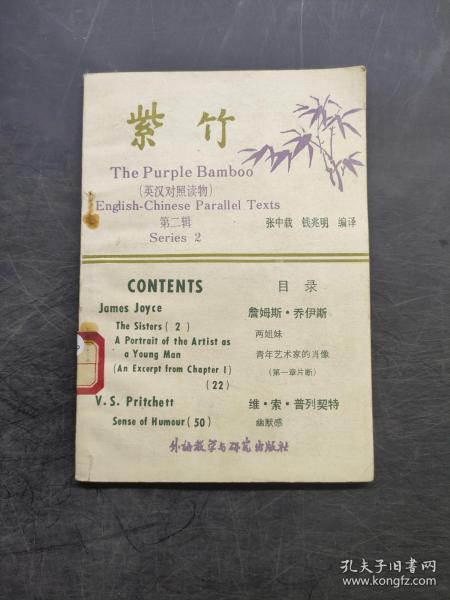 紫竹
The Purple Bamboo
(英汉对照读物)
English-Chinese Parallel Texts
第二辑
张中载 钱兆明 编译
Series 2
CONTENTS
目录
James Joyce
詹姆斯·乔伊斯
The Sisters ( 2 )
两姐妹
A Portrait of the Artist as
a Young Man
青年艺术家的肖像
(An Excerpt from Chapter I)
(第一章片断)
(22)
V. S. Pritchett
维·索·普列契特
Sense of Humour (50)
幽默感
外语教学与研究出版社
孔夫子旧书网
www.kongfz.com